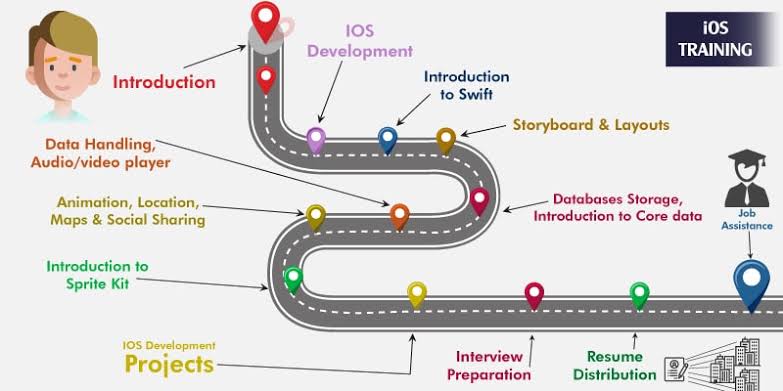 iOS
TRAINING
Introduction
IOS
Development
Introduction
to Swift
Storyboard & Layouts
Databases Storage,
Introduction to Core data
Data Handling,
Audio/video player
Animation, Location,
Maps & Social Sharing
Introduction to
Sprite Kit
IOS Development
Projects
Interview
Preparation
Resume
Distribution
Job
Assistance